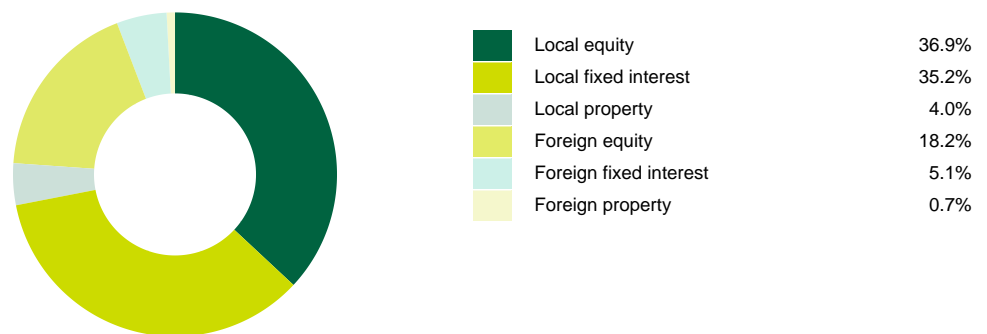 Local equity 36.9%
Local fixed interest 35.2%
Local property 4.0%
Foreign equity 18.2%
Foreign fixed interest 5.1%
Foreign property 0.7%